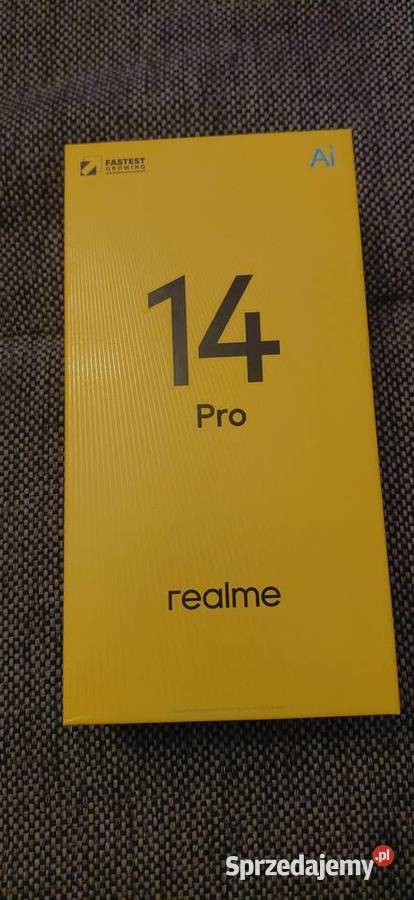 FASTEST
GROWING
Ai
14
Pro
realme
Sprzedajemy.pl